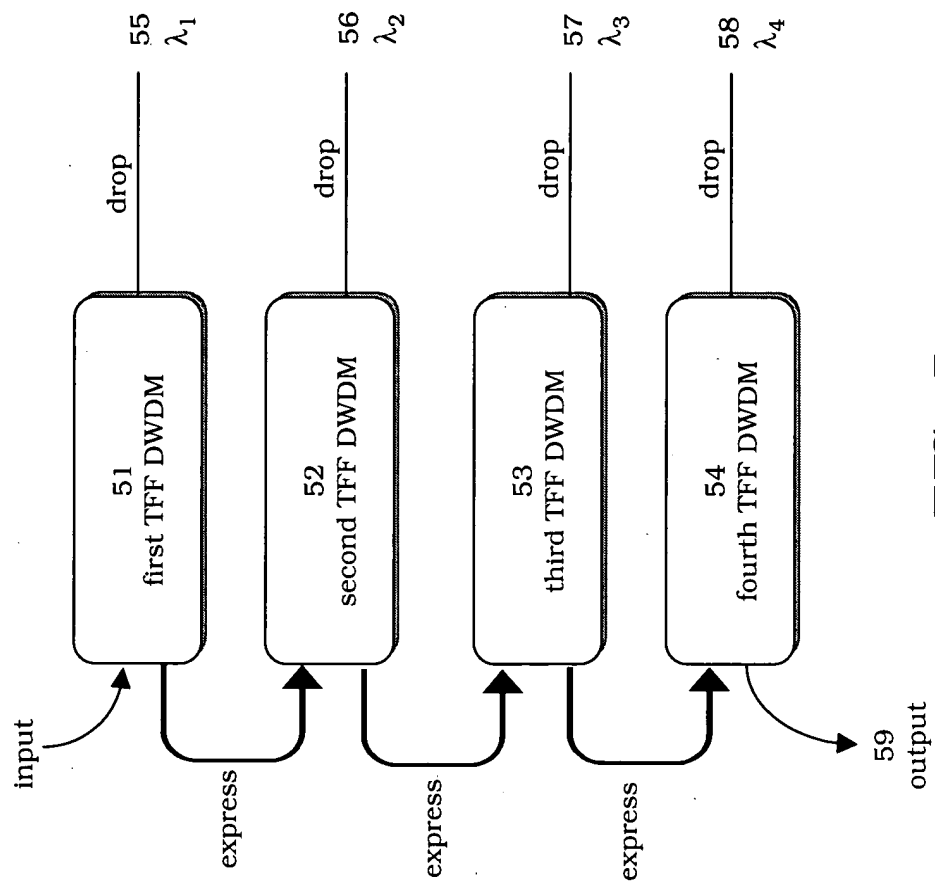 input
51
first TFF DWDM
drop
55
λ1
express
52
second TFF DWDM
drop
56
λ2
express
53
third TFF DWDM
drop
57
λ3
express
54
fourth TFF DWDM
drop
58
λ4
59
output